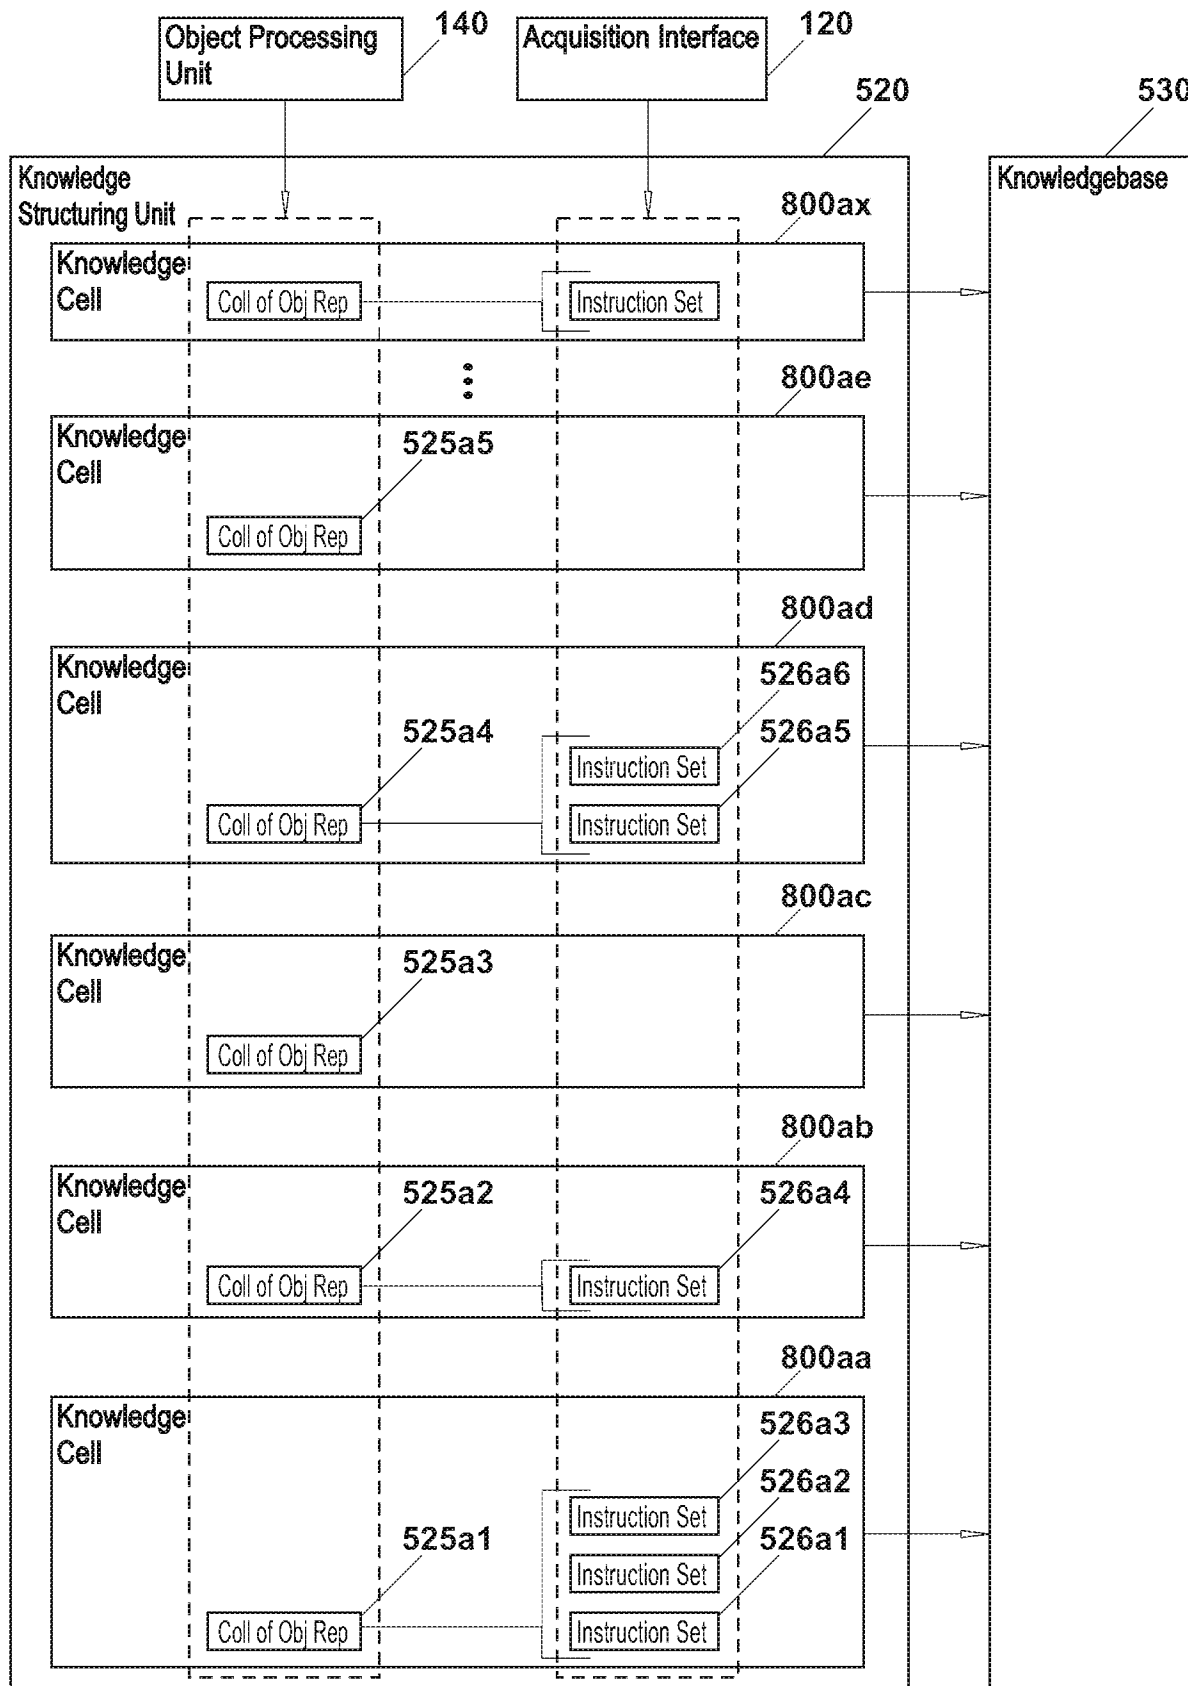 Object Processing
Unit
140
Acquisition Interface
120
520
530
Knowledge
Structuring Unit
Knowledgebase
800ax
Knowledge
Cell
Coll of Obj Rep
Instruction Set
800ae
Knowledge
Cell
525a5
Coll of Obj Rep
800ad
Knowledge
Cell
526a6
525a4
526a5
Instruction Set
Coll of Obj Rep
Instruction Set
800ac
Knowledge
Cell
525a3
Coll of Obj Rep
800ab
Knowledge
Cell
525a2
526a4
Coll of Obj Rep
Instruction Set
800aa
Knowledge
Cell
526a3
526a2
Instruction Set
525a1
526a1
Instruction Set
Coll of Obj Rep
Instruction Set